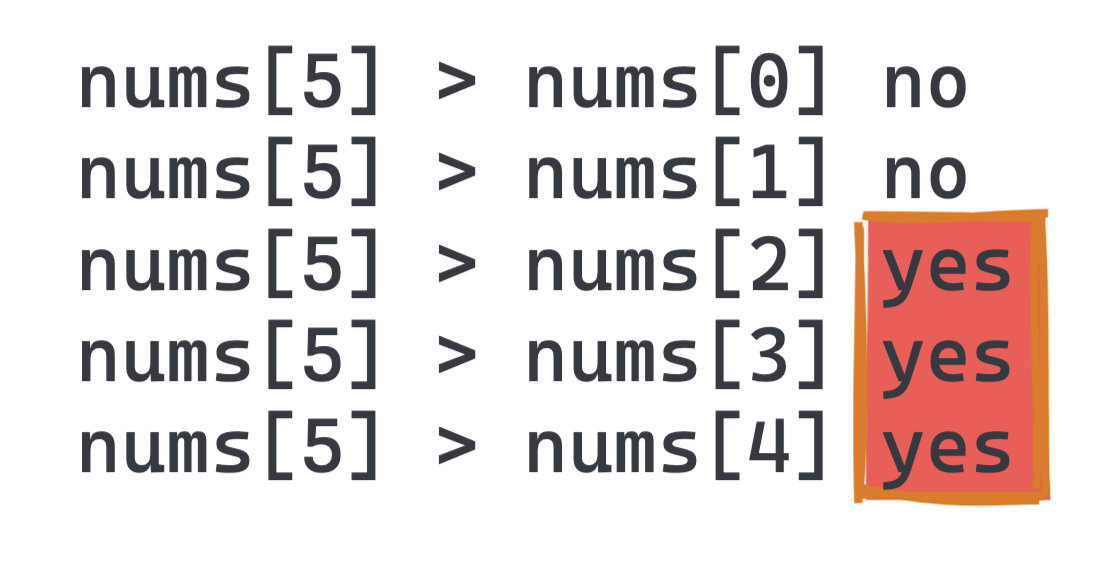 nums[5] > nums[0] no
nums[5] > nums[1] no
nums[5] > nums[2] yes
nums[5] > nums[3] yes
nums[5] > nums[4] yes